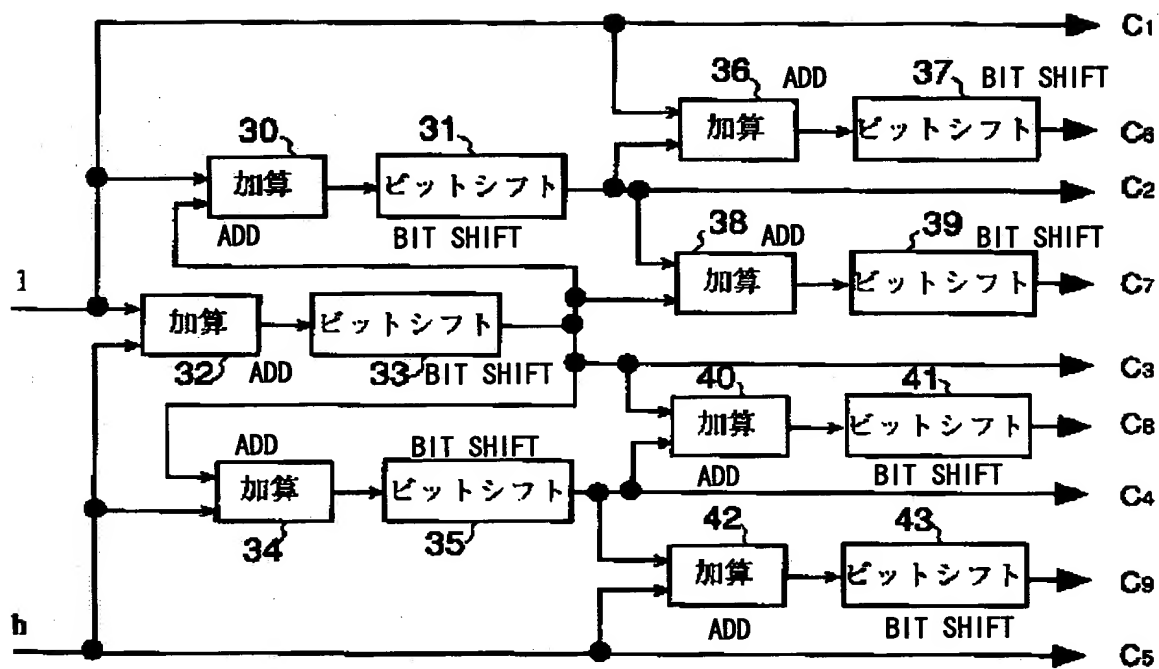 C1
36
ADD
37
BIT SHIFT
加算
ビットシフト
C6
30
31
加算
ビットシフト
C2
ADD
BIT SHIFT
38
ADD
39
BIT SHIFT
加算
ビットシフト
C7
l
加算
ビットシフト
32
ADD
33
BIT SHIFT
C3
40
41
加算
ビットシフト
C8
ADD
BIT SHIFT
ADD
BIT SHIFT
C4
加算
ビットシフト
34
35
42
43
加算
ビットシフト
C9
ADD
BIT SHIFT
h
C5